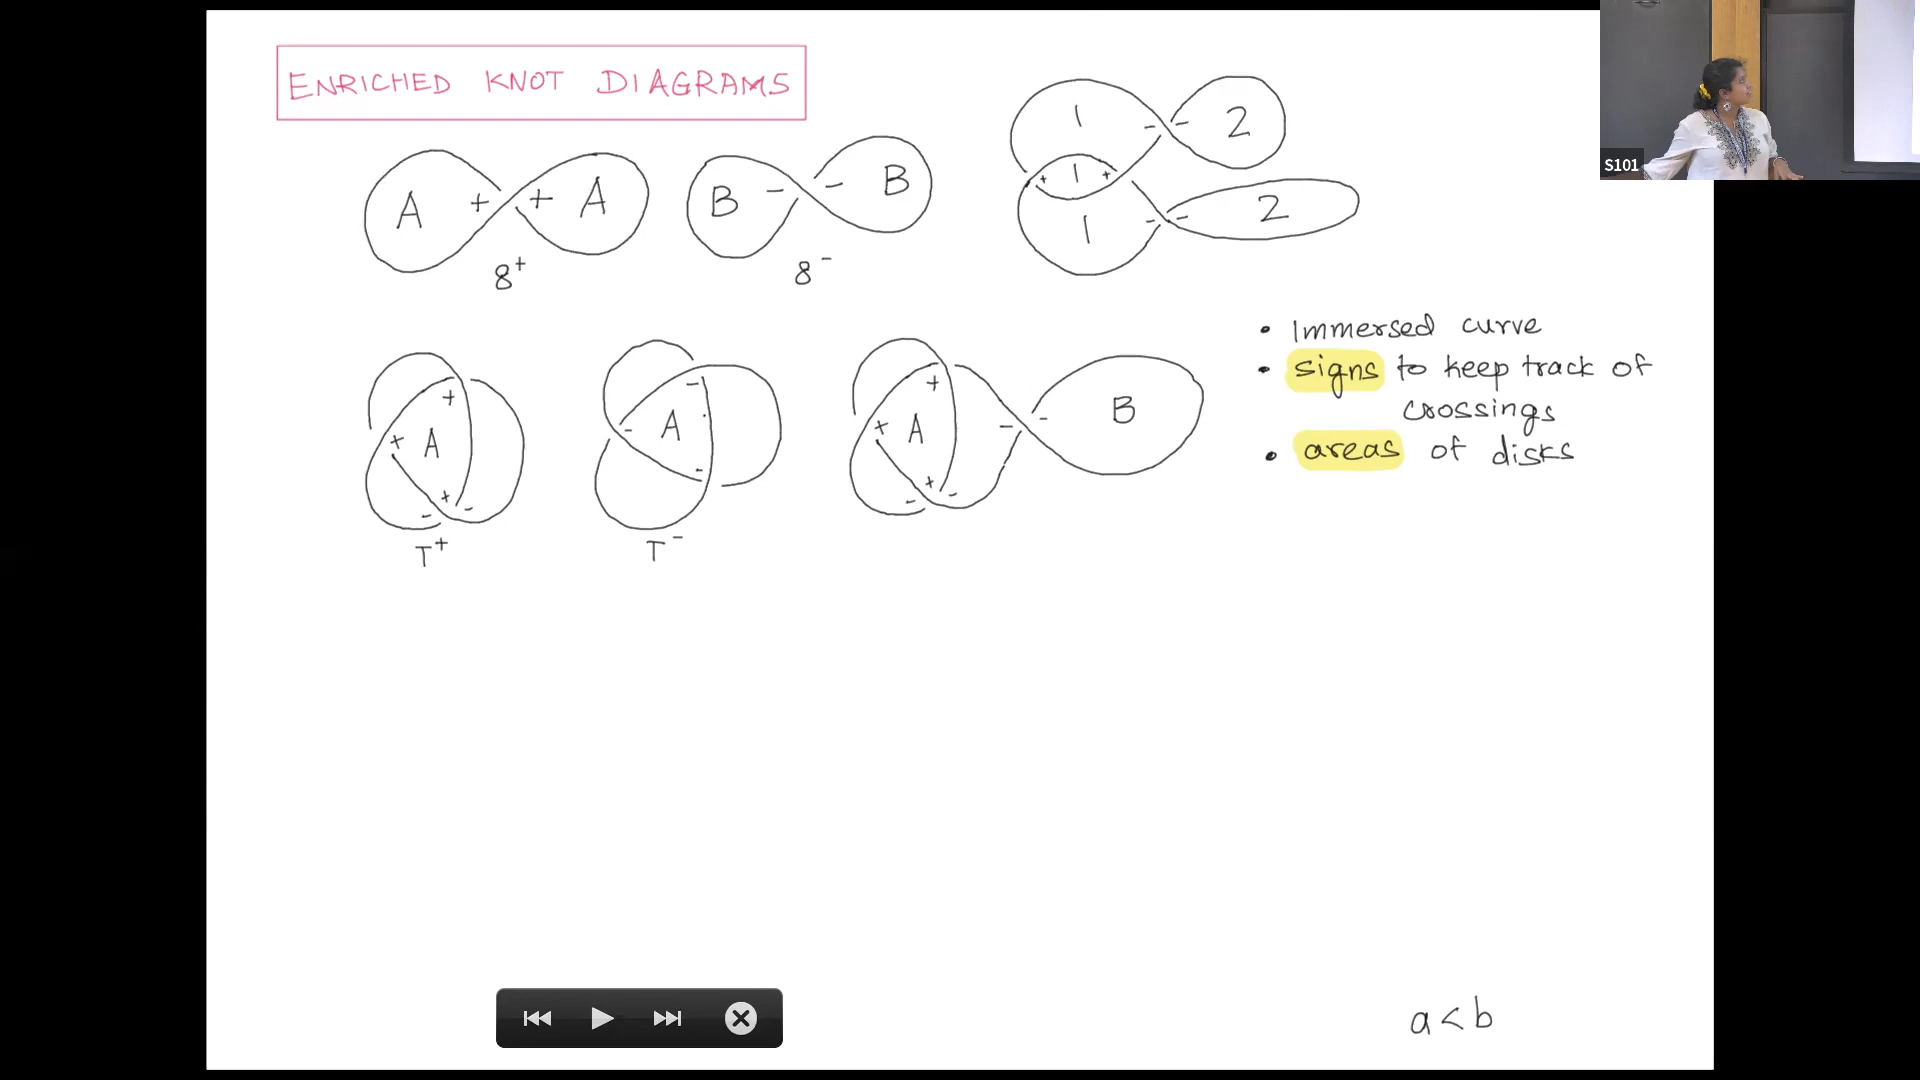 ENRICHED KNOT DIAGRAMS
A + + A
8⁺
B - - B
8⁻
1 - - 2
+ 1 +
1 - - 2
+
+ A
+
- -
T⁺
-
- A
-
T⁻
+
+ A - - B
+
- -
• Immersed curve
• signs to keep track of
crossings
• areas of disks
a < b
S101